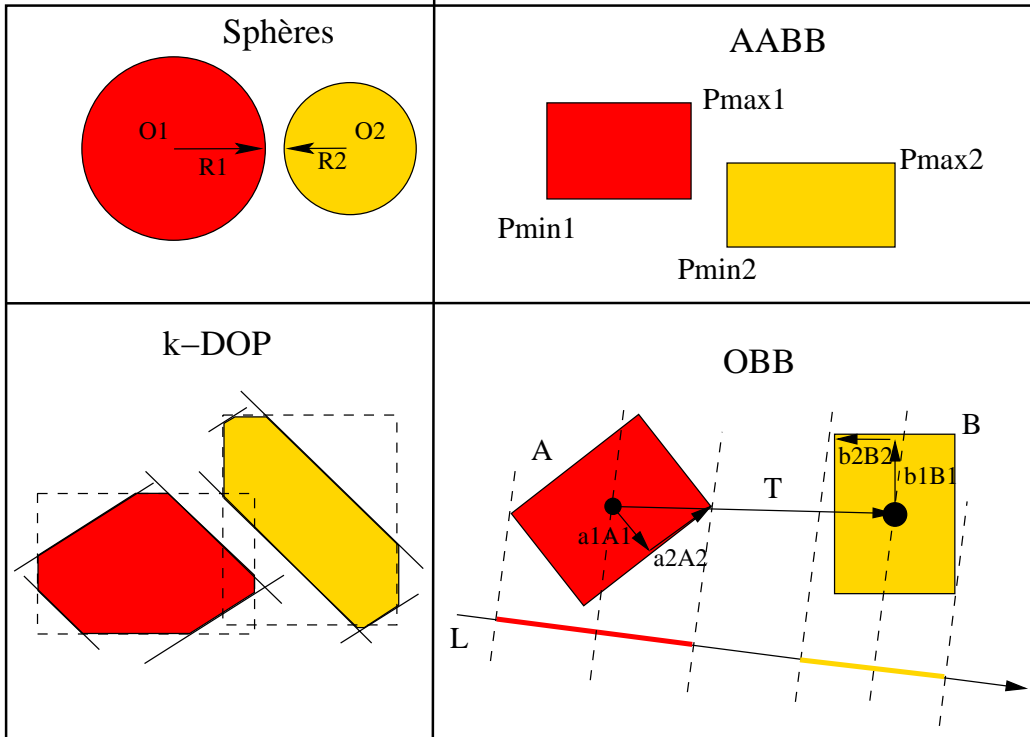 Sphères
O1
R1
O2
R2
AABB
Pmax1
Pmin1
Pmax2
Pmin2
k−DOP
OBB
A
a1A1
a2A2
T
B
b2B2
b1B1
L